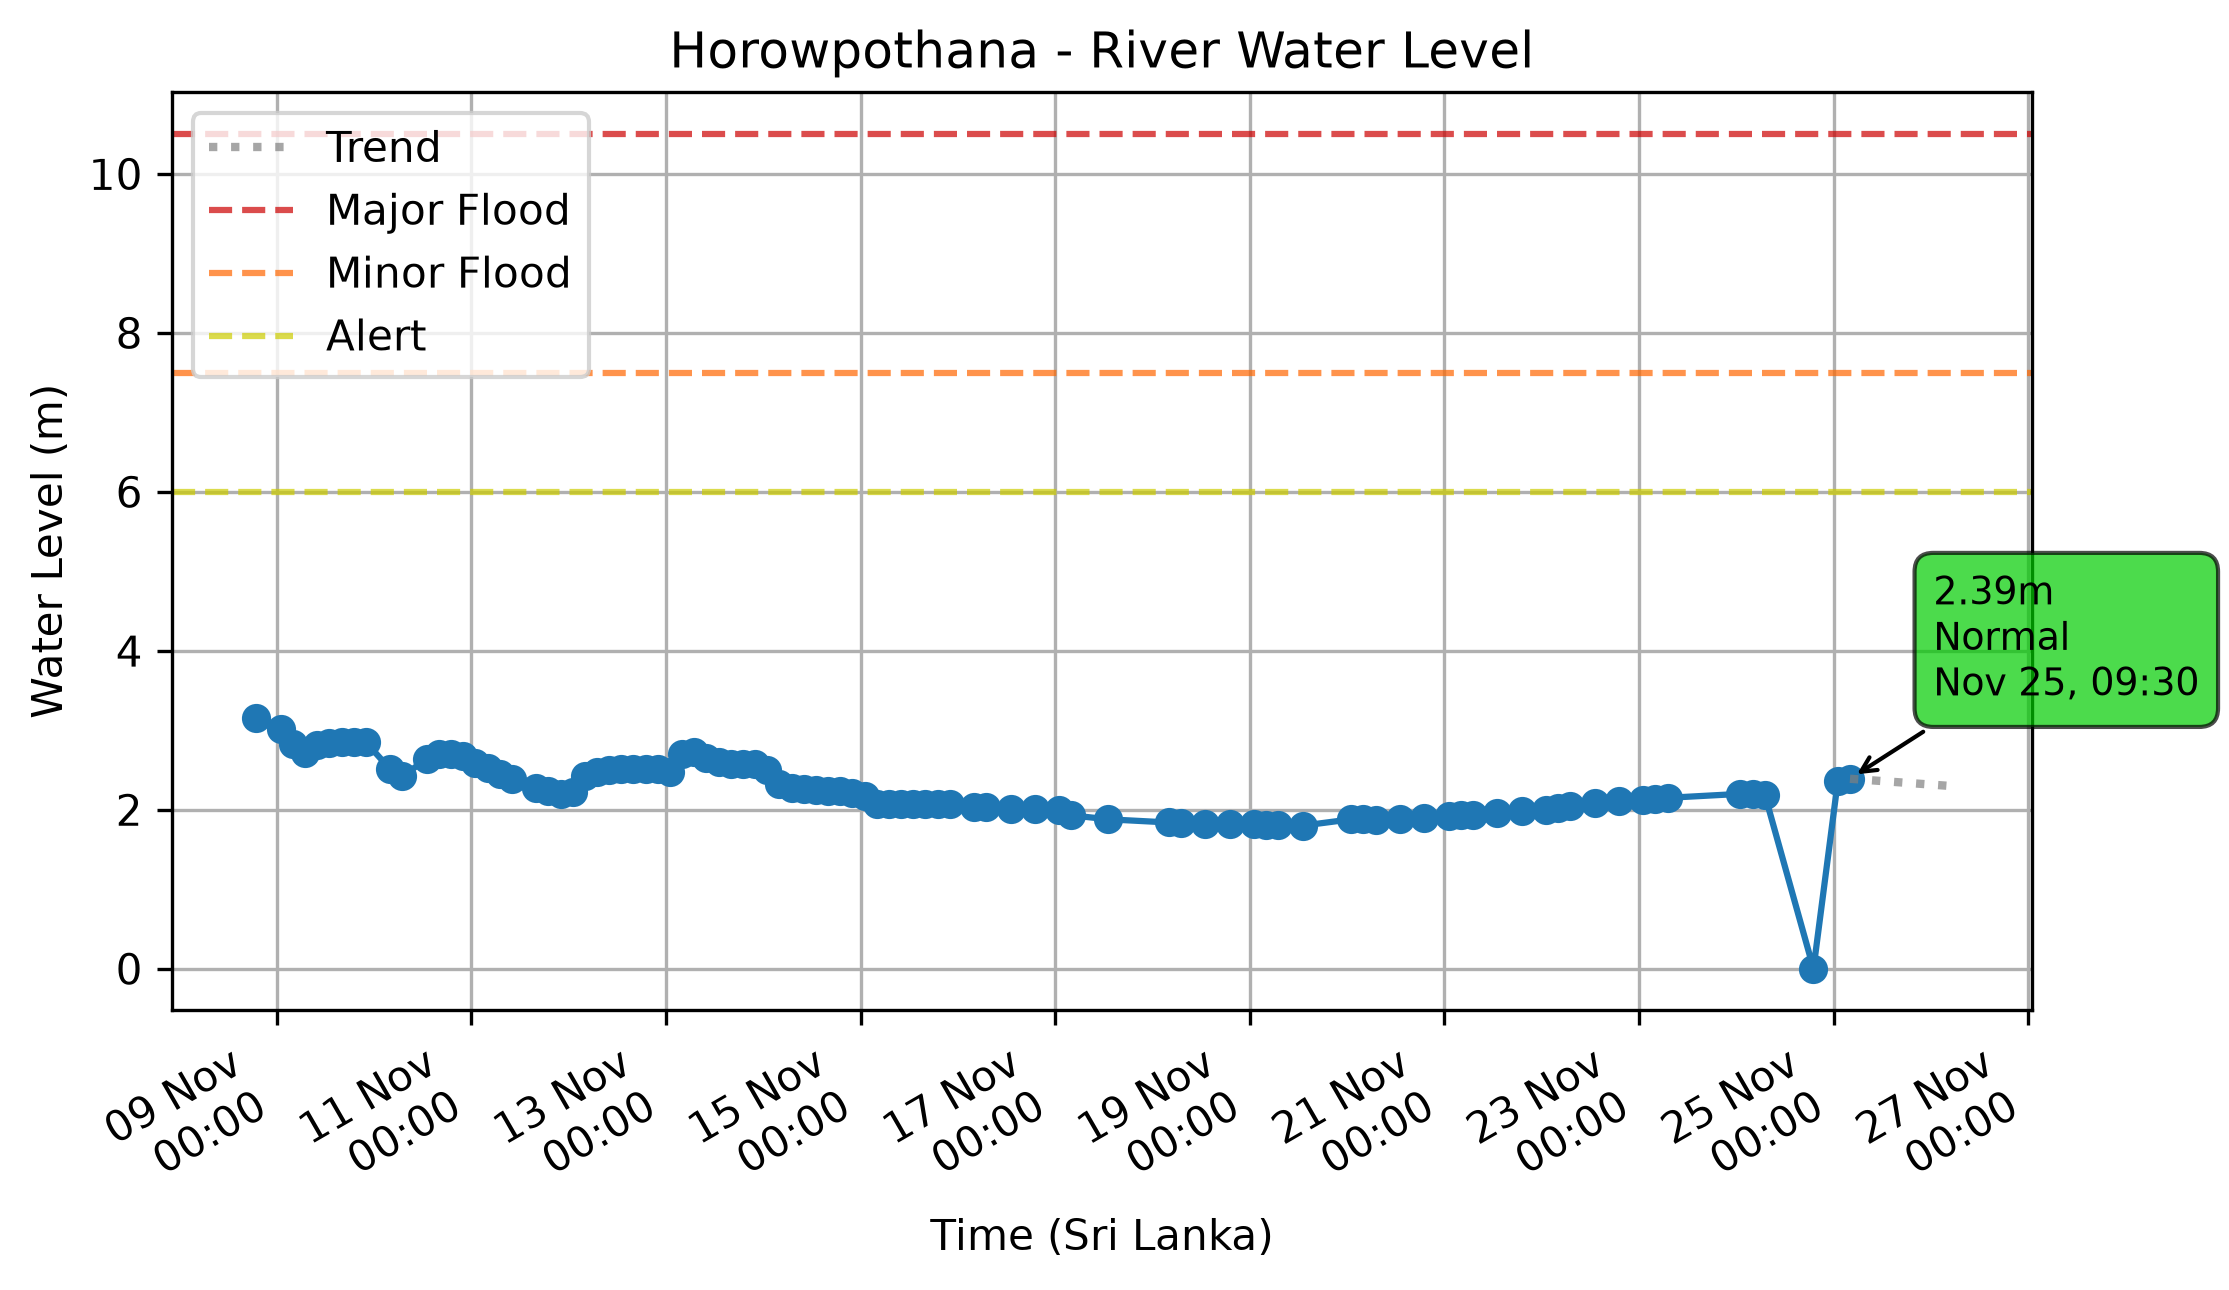 Horowpothana - River Water Level
Trend
Major Flood
Minor Flood
Alert
10
8
6
4
2
0
Water Level (m)
2.39m
Normal
Nov 25, 09:30
09 Nov
00:00
11 Nov
00:00
13 Nov
00:00
15 Nov
00:00
17 Nov
00:00
19 Nov
00:00
21 Nov
00:00
23 Nov
00:00
25 Nov
00:00
27 Nov
00:00
Time (Sri Lanka)